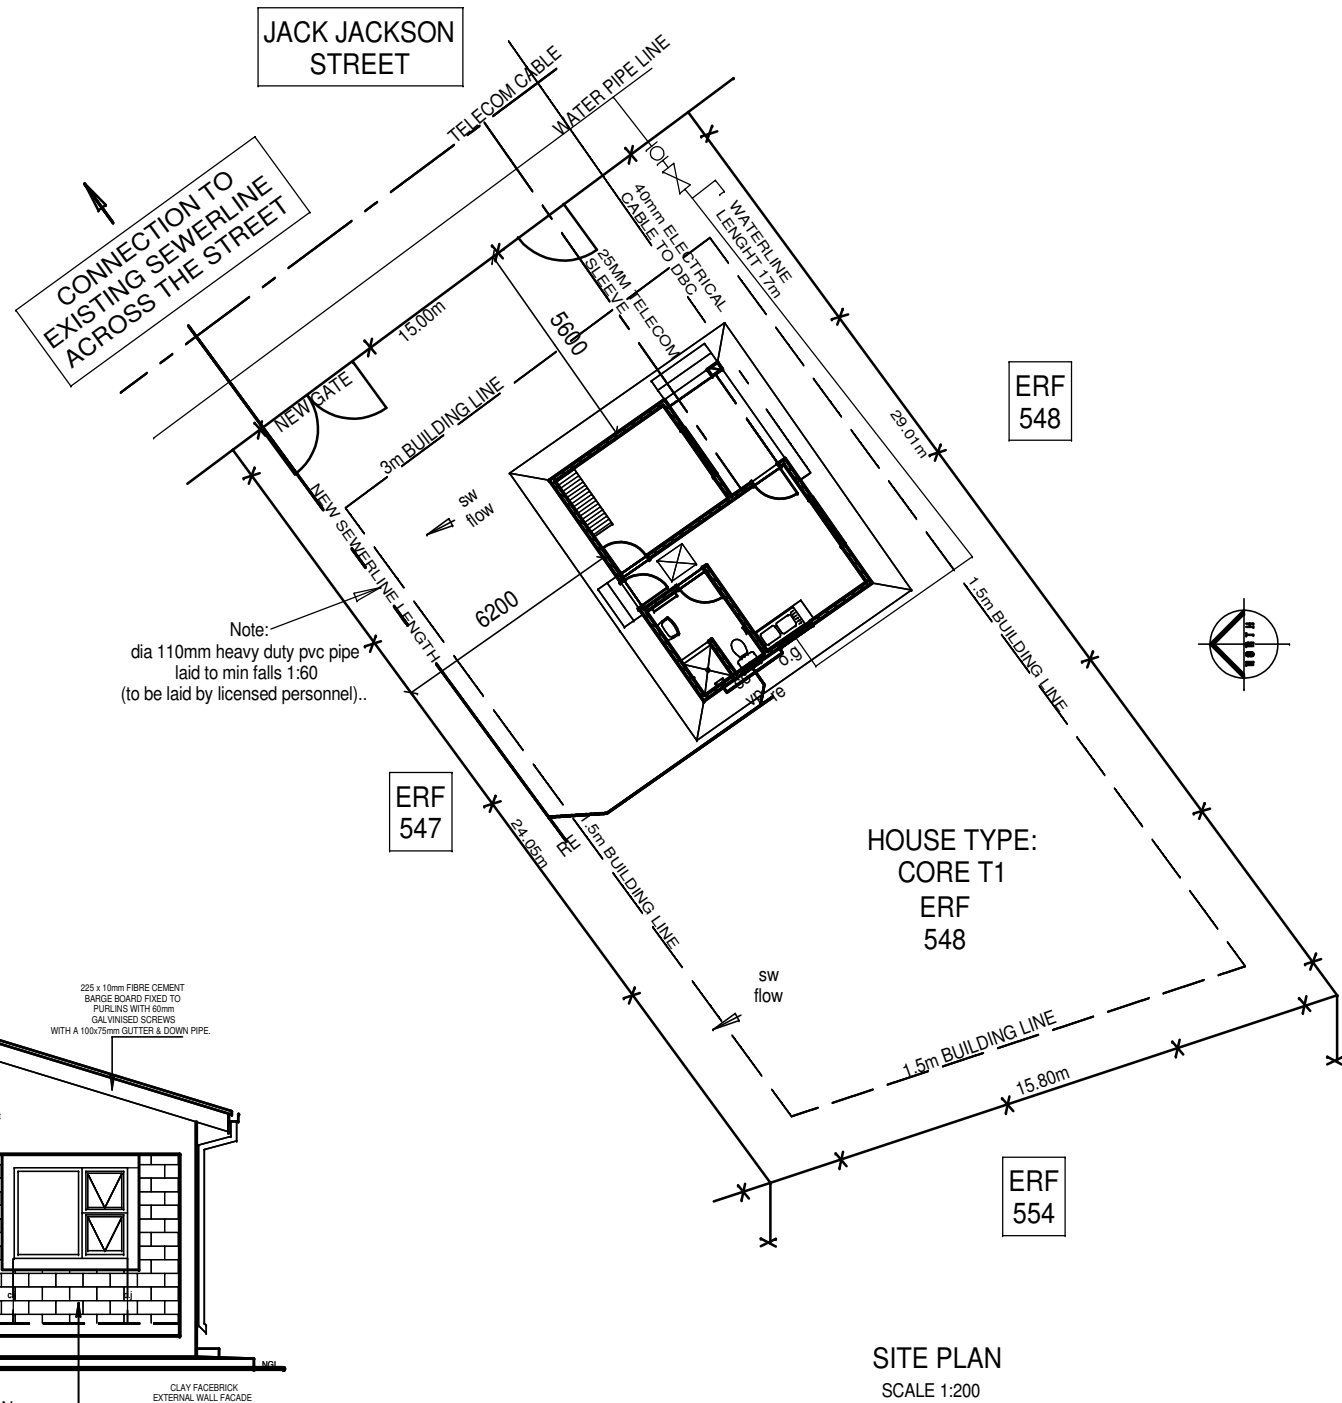 JACK JACKSON
STREET
TELECOM CABLE
WATER PIPE LINE
CONNECTION TO
EXISTING SEWERLINE
ACROSS THE STREET
HOH
WATERLINE
LENGHT 17m
40mm ELECTRICAL
CABLE TO DBC
25MM TELECOM
SLEEVE
15.00m
5600
NEW GATE
3m BUILDING LINE
ERF
548
29.01m
sw
flow
NEW SEWERLINE LENGTH
6200
Note:
dia 110mm heavy duty pvc pipe
laid to min falls 1:60
(to be laid by licensed personnel)..
1.5m BUILDING LINE
NORTH
o.g
vp
re
ERF
547
24.05m
RE
1.5m BUILDING LINE
HOUSE TYPE:
CORE T1
ERF
548
sw
flow
1.5m BUILDING LINE
15.80m
225 x 10mm FIBRE CEMENT
BARGE BOARD FIXED TO
PURLINS WITH 60mm
GALVINISED SCREWS
WITH A 100x75mm GUTTER & DOWN PIPE.
ERF
554
NGL
CLAY FACEBRICK
EXTERNAL WALL FACADE
SITE PLAN
SCALE 1:200